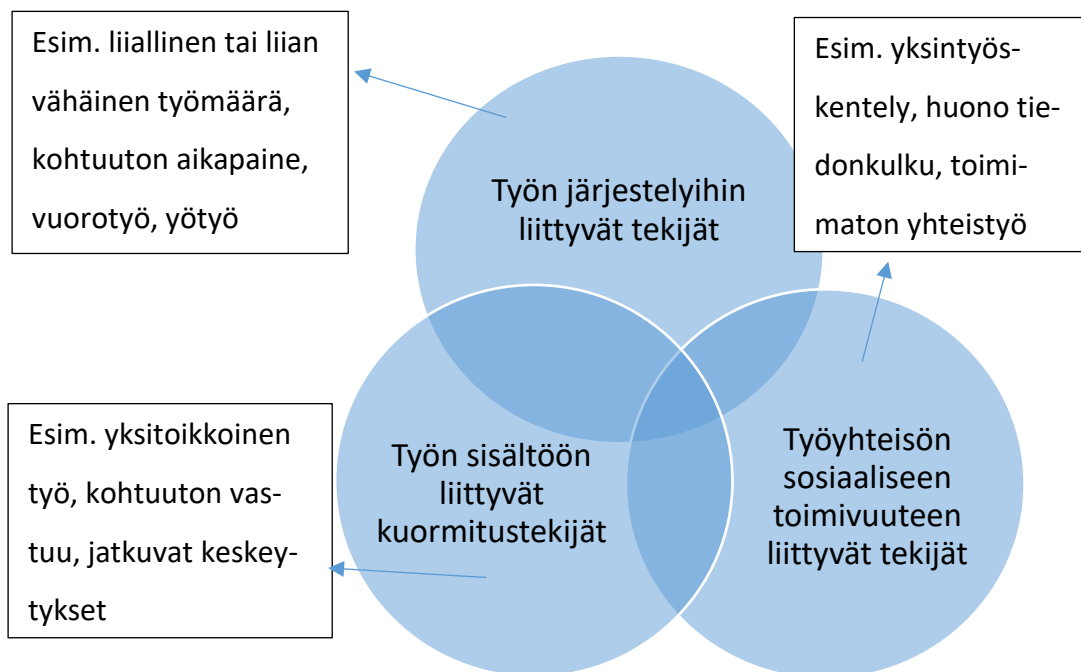 Esim. liiallinen tai liian
vähäinen työmäärä,
kohtuuton aikapaine,
vuorotyö, yötyö
Esim. yksintyös-
kentely, huono tie-
donkulku, toimi-
maton yhteistyö
Työn järjestelyihin
liittyvät tekijät
Esim. yksitoikkoinen
työ, kohtuuton vas-
tuu, jatkuvat keskey-
tykset
Työn sisältöön
liittyvät
kuormitustekijät
Työyhteisön
sosiaaliseen
toimivuuteen
liittyvät tekijät